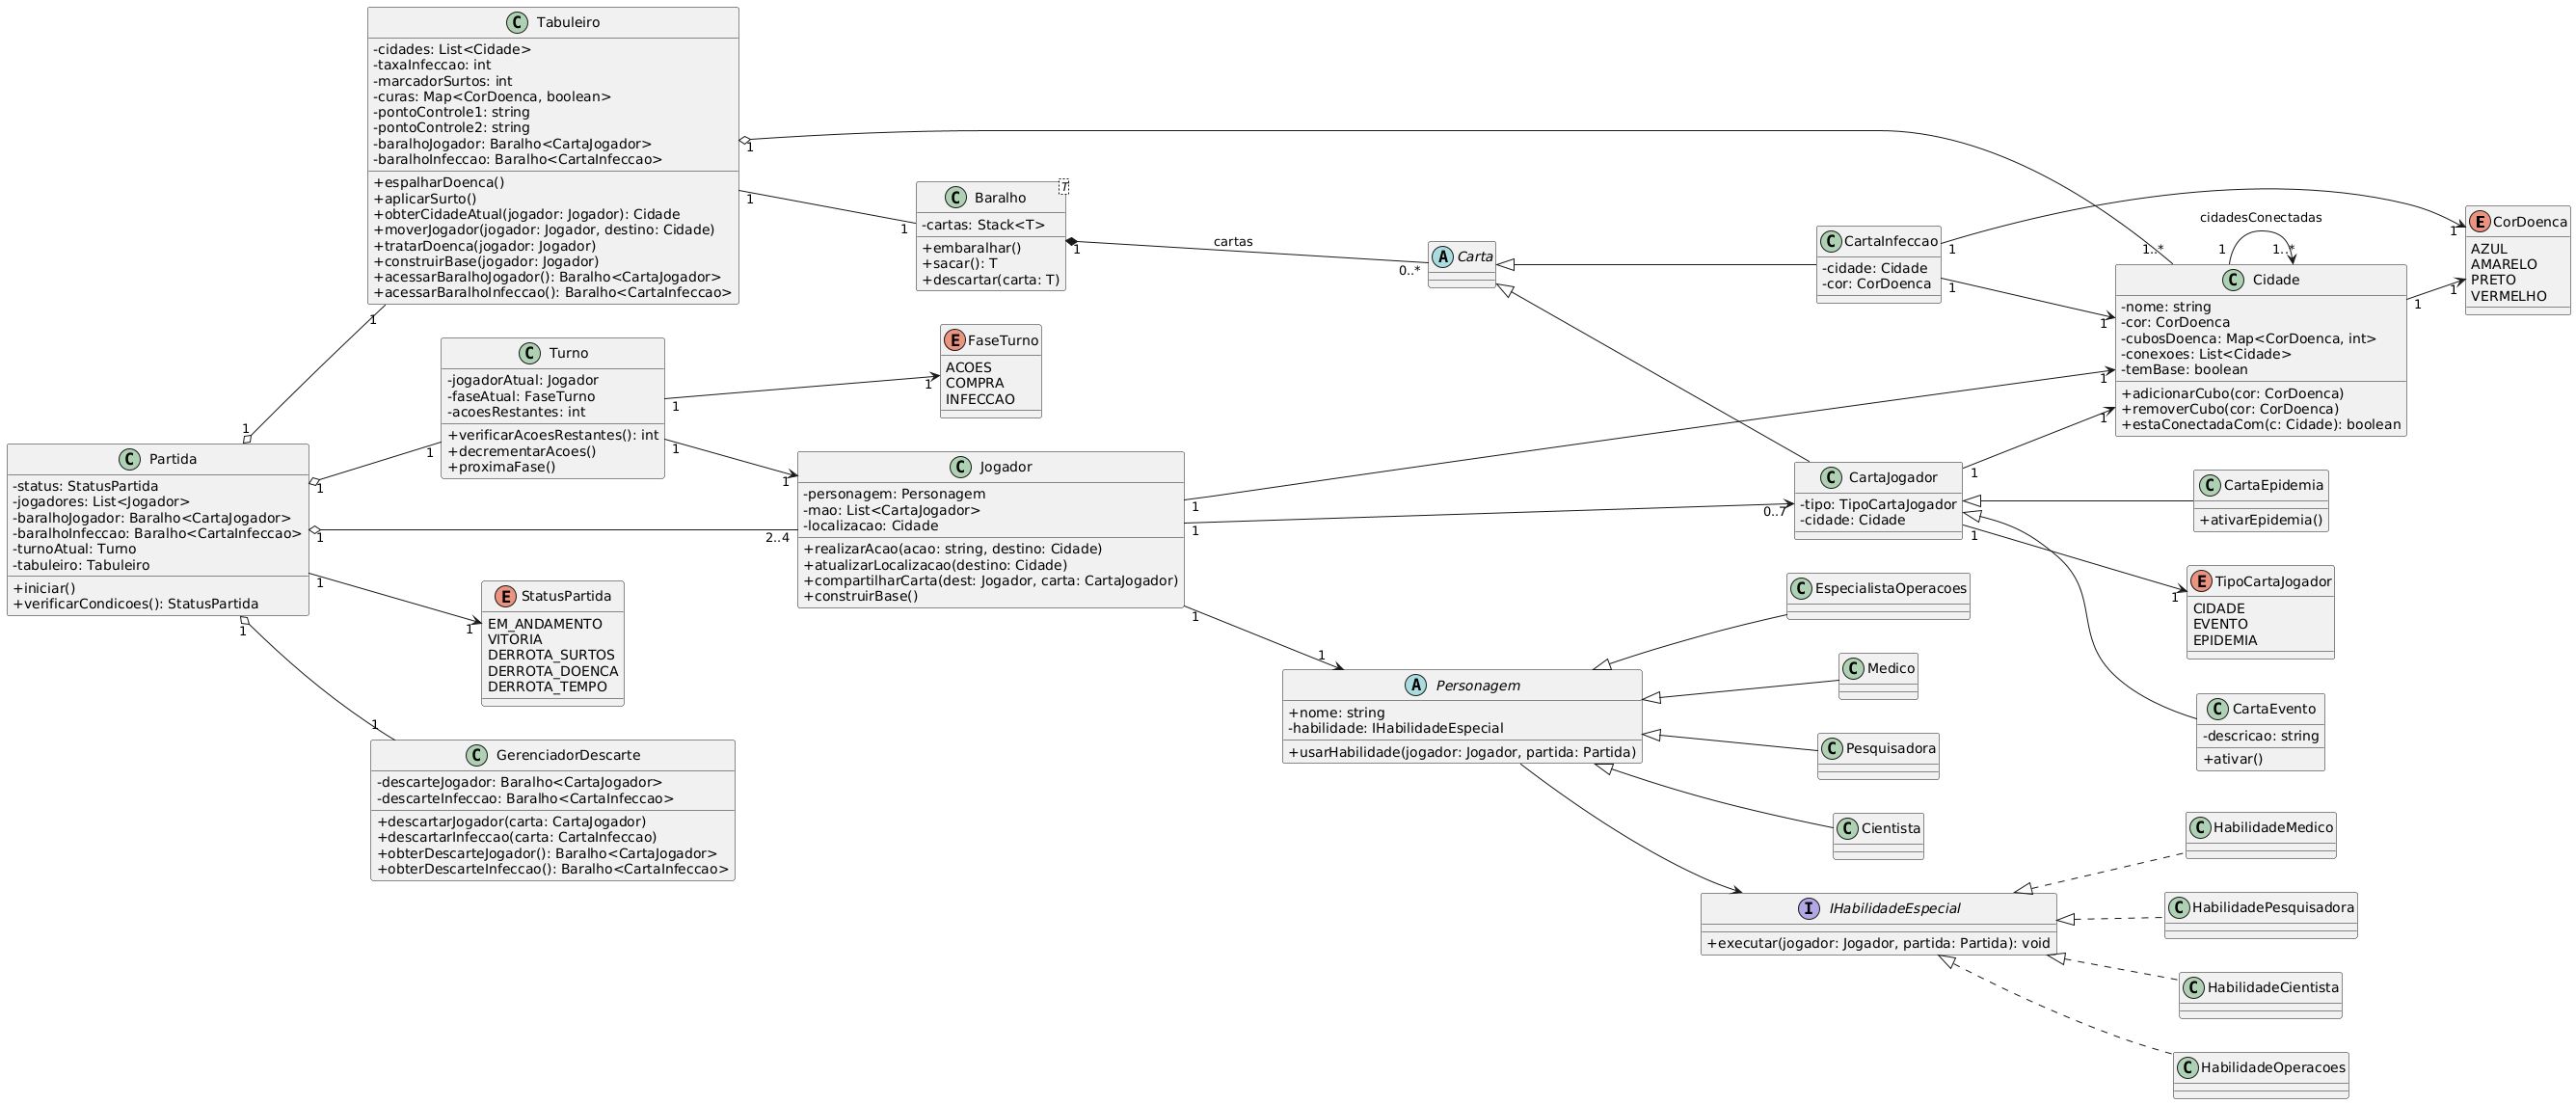 C Tabuleiro
-cidades: List<Cidade>
-taxaInfeccao: int
-marcadorSurtos: int
-curas: Map<CorDoenca, boolean>
-pontoControle1: string
-pontoControle2: string
-baralhoJogador: Baralho<CartaJogador>
-baralhoInfeccao: Baralho<CartaInfeccao>
+espalharDoenca()
+aplicarSurto()
+obterCidadeAtual(jogador: Jogador): Cidade
+moverJogador(jogador: Jogador, destino: Cidade)
+tratarDoenca(jogador: Jogador)
+construirBase(jogador: Jogador)
+acessarBaralhoJogador(): Baralho<CartaJogador>
+acessarBaralhoInfeccao(): Baralho<CartaInfeccao>
1
1
1
1
C Baralho
T
-cartas: Stack<T>
+embaralhar()
+sacar(): T
+descartar(carta: T)
1
cartas
0..*
A Carta
C CartaInfeccao
-cidade: Cidade
-cor: CorDoenca
1
1
cidadesConectadas
1..*
1
1..*
1
1
1
1
E CorDoenca
AZUL
AMARELO
PRETO
VERMELHO
C Cidade
-nome: string
-cor: CorDoenca
-cubosDoenca: Map<CorDoenca, int>
-conexoes: List<Cidade>
-temBase: boolean
+adicionarCubo(cor: CorDoenca)
+removerCubo(cor: CorDoenca)
+estaConectadaCom(c: Cidade): boolean
1
1
C Turno
-jogadorAtual: Jogador
-faseAtual: FaseTurno
-acoesRestantes: int
+verificarAcoesRestantes(): int
+decrementarAcoes()
+proximaFase()
1
1
E FaseTurno
ACOES
COMPRA
INFECCAO
1
1
1
C Partida
-status: StatusPartida
-jogadores: List<Jogador>
-baralhoJogador: Baralho<CartaJogador>
-baralhoInfeccao: Baralho<CartaInfeccao>
-turnoAtual: Turno
-tabuleiro: Tabuleiro
+iniciar()
+verificarCondicoes(): StatusPartida
1
1
2..4
1
1
1
1
C Jogador
-personagem: Personagem
-mao: List<CartaJogador>
-localizacao: Cidade
+realizarAcao(acao: string, destino: Cidade)
+atualizarLocalizacao(destino: Cidade)
+compartilharCarta(dest: Jogador, carta: CartaJogador)
+construirBase()
1
1
0..7
1
1
C CartaJogador
-tipo: TipoCartaJogador
-cidade: Cidade
1
1
1
C CartaEpidemia
+ativarEpidemia()
E TipoCartaJogador
CIDADE
EVENTO
EPIDEMIA
E StatusPartida
EM_ANDAMENTO
VITORIA
DERROTA_SURTOS
DERROTA_DOENCA
DERROTA_TEMPO
C EspecialistaOperacoes
C Medico
A Personagem
+nome: string
-habilidade: IHabilidadeEspecial
+usarHabilidade(jogador: Jogador, partida: Partida)
C Pesquisadora
C CartaEvento
-descricao: string
+ativar()
C GerenciadorDescarte
-descarteJogador: Baralho<CartaJogador>
-descarteInfeccao: Baralho<CartaInfeccao>
+descartarJogador(carta: CartaJogador)
+descartarInfeccao(carta: CartaInfeccao)
+obterDescarteJogador(): Baralho<CartaJogador>
+obterDescarteInfeccao(): Baralho<CartaInfeccao>
C Cientista
C HabilidadeMedico
I IHabilidadeEspecial
+executar(jogador: Jogador, partida: Partida): void
C HabilidadePesquisadora
C HabilidadeCientista
C HabilidadeOperacoes